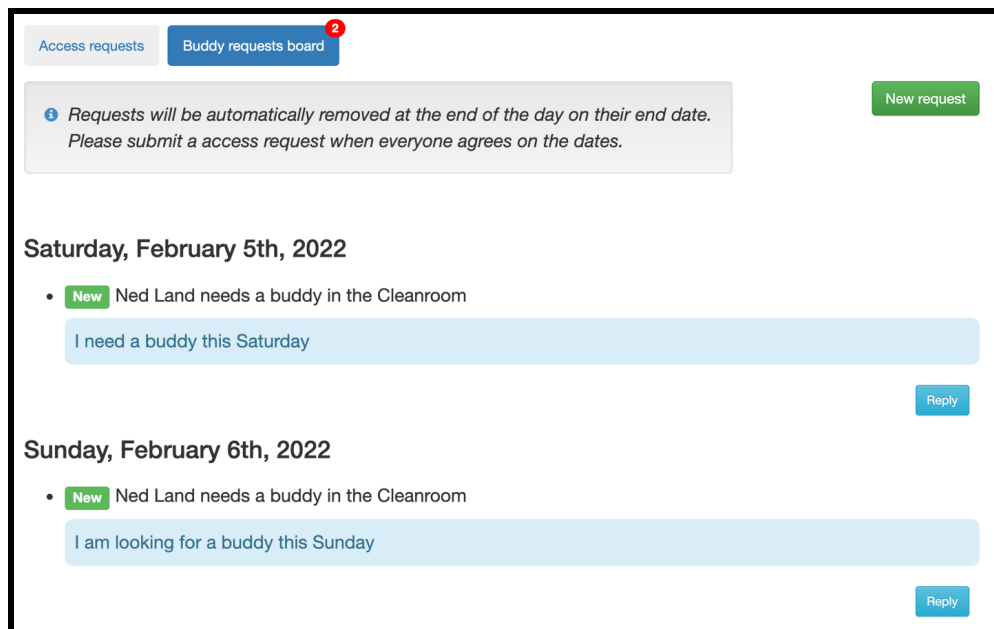 Access requests
Buddy requests board
2
Requests will be automatically removed at the end of the day on their end date.
Please submit a access request when everyone agrees on the dates.
New request
Saturday, February 5th, 2022
New Ned Land needs a buddy in the Cleanroom
I need a buddy this Saturday
Reply
Sunday, February 6th, 2022
New Ned Land needs a buddy in the Cleanroom
I am looking for a buddy this Sunday
Reply